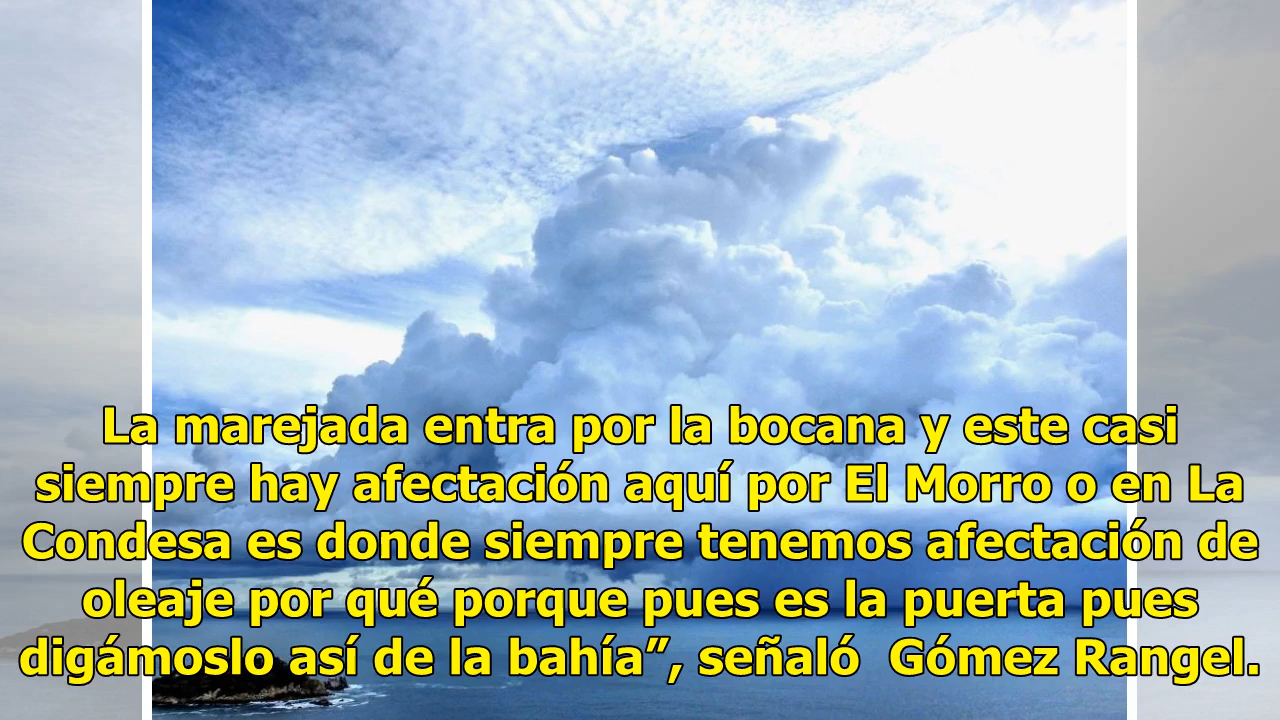 La marejada entra por la bocana y este casi
siempre hay afectación aquí por El Morro o en La
Condesa es donde siempre tenemos afectación de
oleaje por qué porque pues es la puerta pues
digámoslo así de la bahía”, señaló  Gómez Rangel.